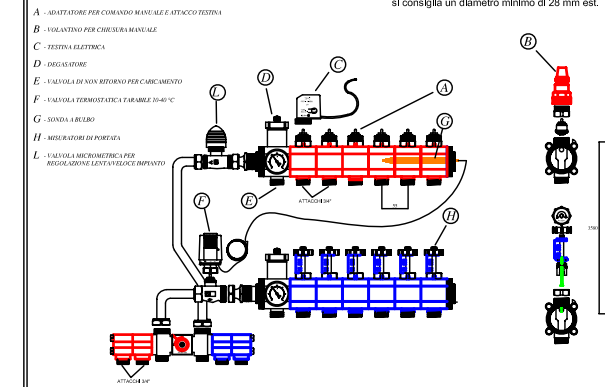 si consiglia un diametro minimo di 28 mm est.
A - ADATTATORE PER COMANDO MANUALE E ATTACCO TESTINA
B - VOLANTINO PER CHIUSURA MANUALE
C - TESTINA ELETTRICA
D - DEGASATORE
E - VALVOLA DI NON RITORNO PER CARICAMENTO
F - VALVOLA TERMOSTATICA TARABILE 10-40 °C
G - SONDA A BULBO
H - MISURATORI DI PORTATA
L - VALVOLA MICROMETRICA PER
REGOLAZIONE LENTA/VELOCE IMPIANTO
B
C
D
A
L
G
E
ATTACCHI 3/4"
F
H
ATTACCHI 3/4"